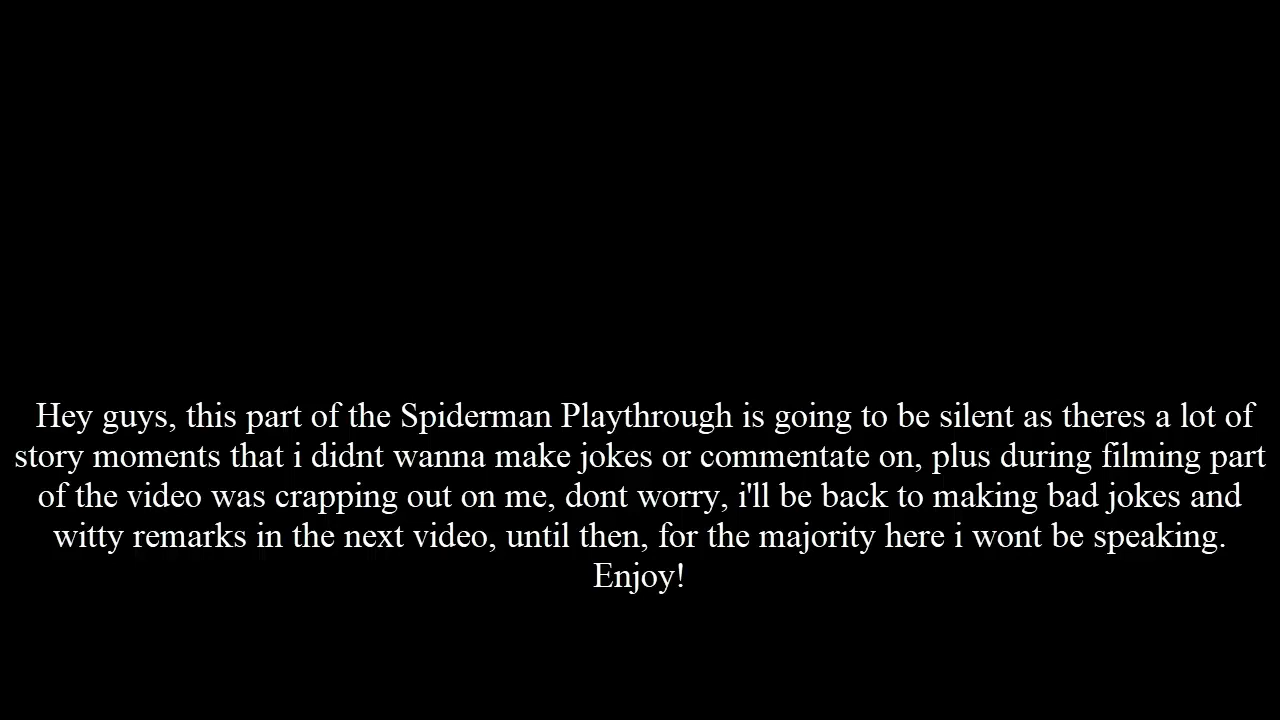 Hey guys, this part of the Spiderman Playthrough is going to be silent as theres a lot of
story moments that i didnt wanna make jokes or commentate on, plus during filming part
of the video was crapping out on me, dont worry, i'll be back to making bad jokes and
witty remarks in the next video, until then, for the majority here i wont be speaking.
Enjoy!